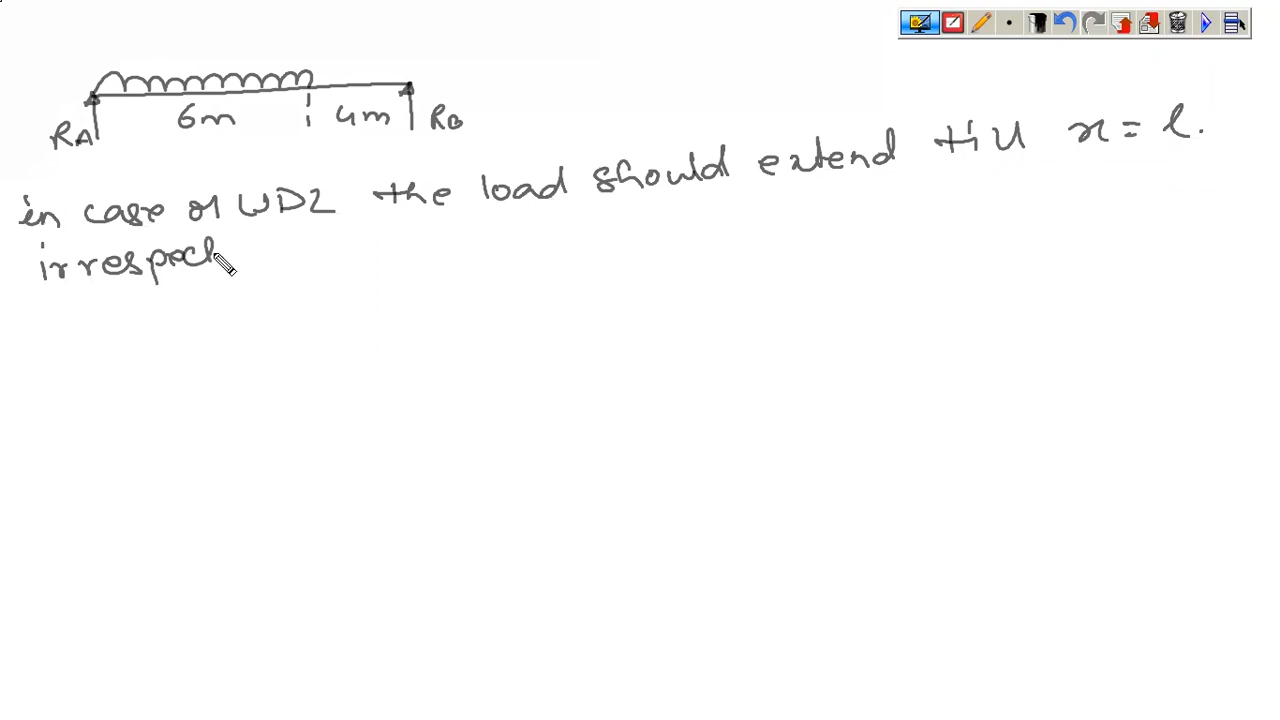 6m 4m
RA RB
in case of UDL the load should extend till x = l.
irrespect